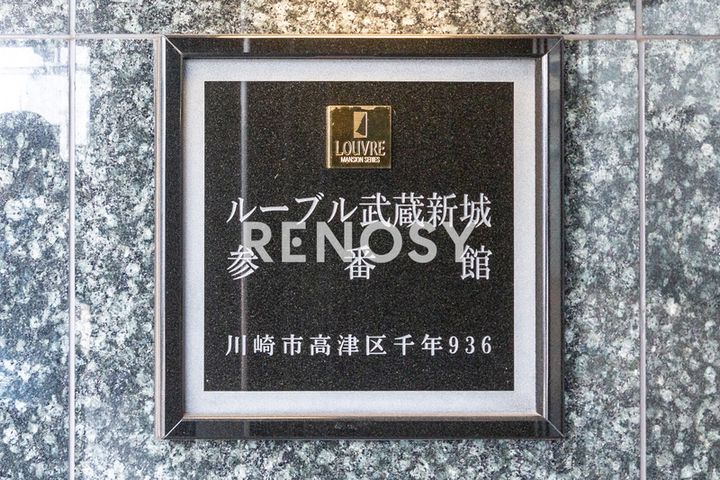 LOUVRE
MANSION SERIES
ルーブル武蔵新城
RENOSY
参番館
川崎市高津区千年936